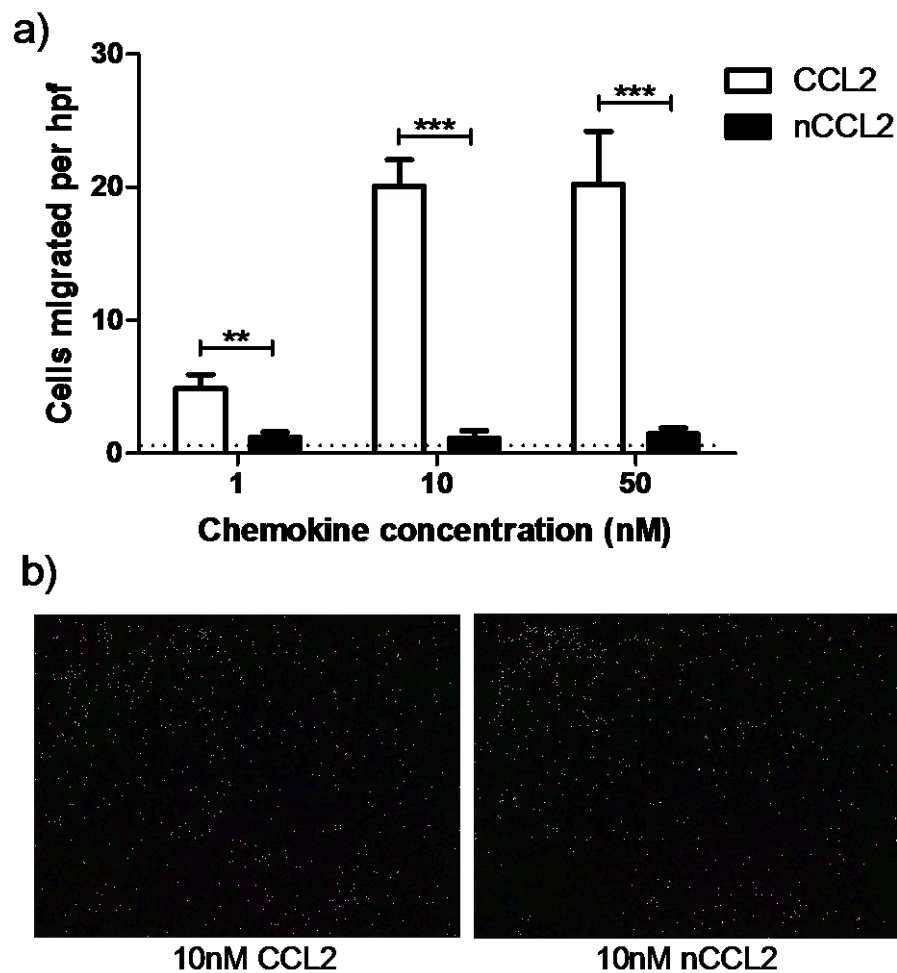 a)
30
20
10
0
Cells migrated per hpf
**
***
***
CCL2
nCCL2
1 10 50
Chemokine concentration (nM)
b)
10nM CCL2 10nM nCCL2